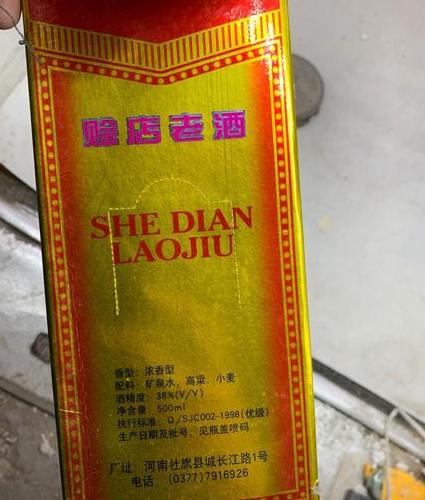 赊店老酒
SHE DIAN
LAOJIU
香型：浓香型
配料：矿泉水、高粱、小麦
酒精度：38%(V/V)
净含量：500ml
执行标准：Q/SJC002-1998(优级)
生产日期及批号：见瓶盖喷码
厂址 河南社旗县城长江路1号
电话 (0377)7916926